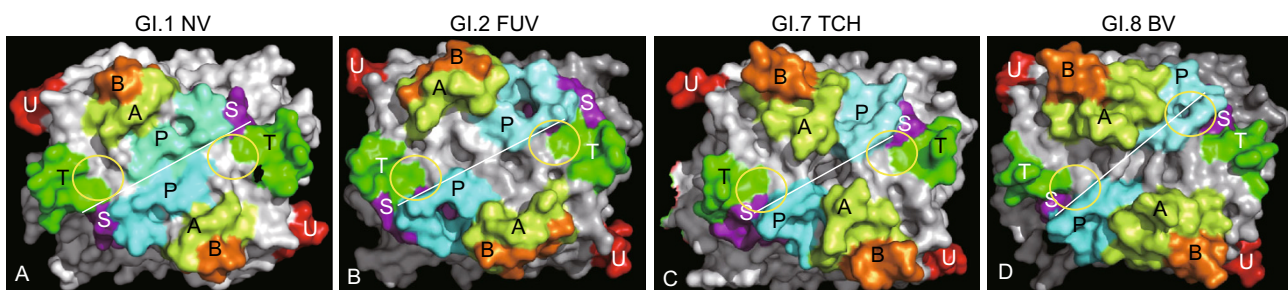 GI.1 NV GI.2 FUV GI.7 TCH GI.8 BV
U B A P S T T P S A B U A
U B A P S T T P S A B U B
U B A P S T T S P A B U C
U B A P S T T S P A B U D